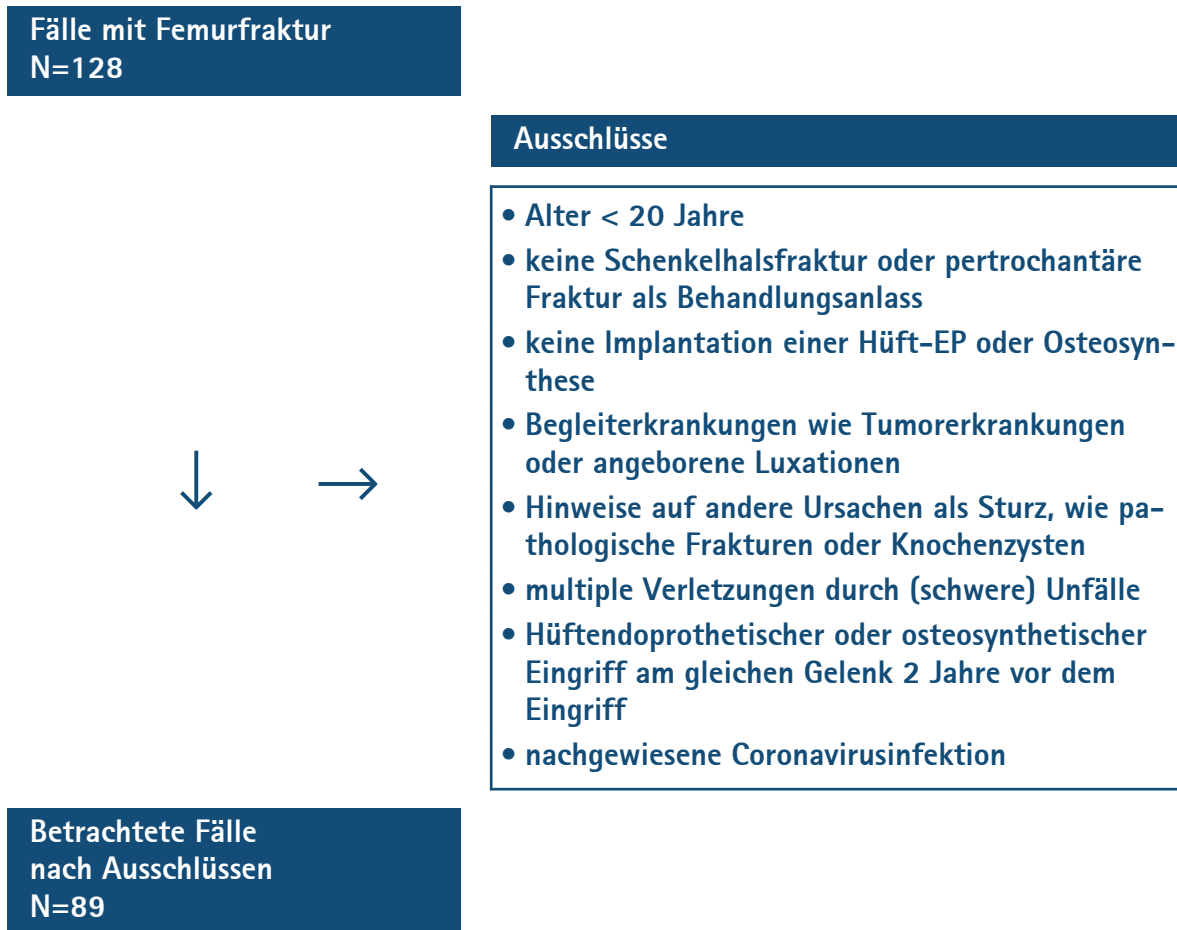 Fälle mit Femurfraktur
N=128
Ausschlüsse
• Alter < 20 Jahre
• keine Schenkelhalsfraktur oder pertrochantäre
Fraktur als Behandlungsanlass
• keine Implantation einer Hüft-EP oder Osteosyn-
these
• Begleiterkrankungen wie Tumorerkrankungen
oder angeborene Luxationen
• Hinweise auf andere Ursachen als Sturz, wie pa-
thologische Frakturen oder Knochenzysten
• multiple Verletzungen durch (schwere) Unfälle
• Hüftendoprothetischer oder osteosynthetischer
Eingriff am gleichen Gelenk 2 Jahre vor dem
Eingriff
• nachgewiesene Coronavirusinfektion
↓ →
Betrachtete Fälle
nach Ausschlüssen
N=89